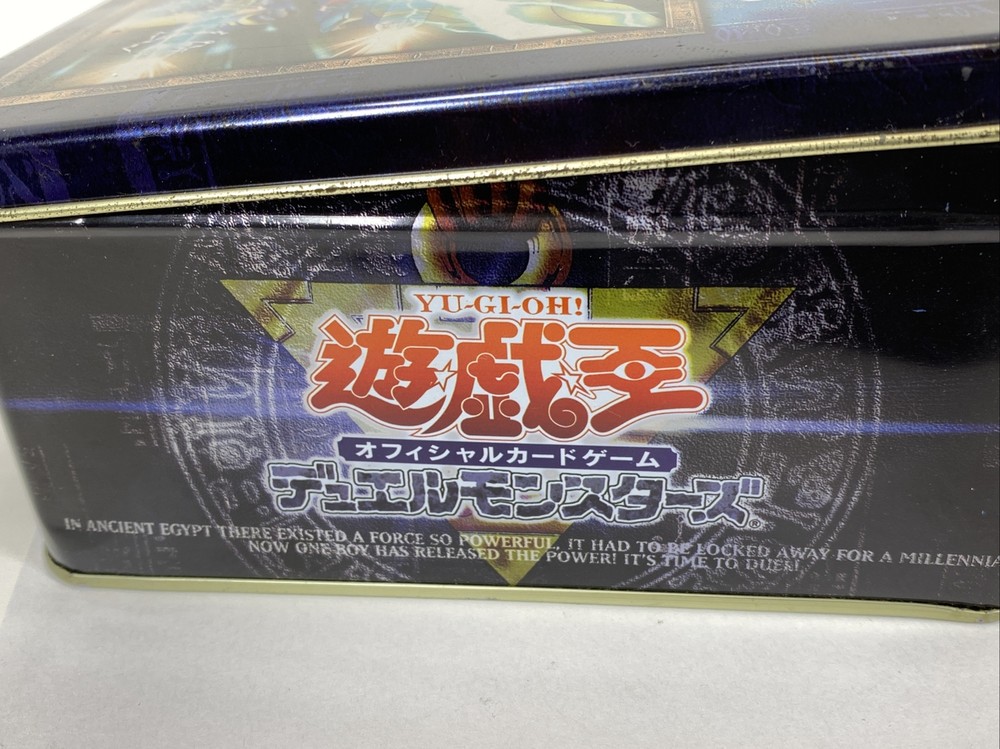 YU-GI-OH!
遊戯王
オフィシャルカードゲーム
デュエルモンスターズ®
IN ANCIENT EGYPT THERE EXISTED A FORCE SO POWERFUL, IT HAD TO BE LOCKED AWAY FOR A MILLENNIA
NOW ONE BOY HAS RELEASED THE POWER! IT'S TIME TO DUEL!